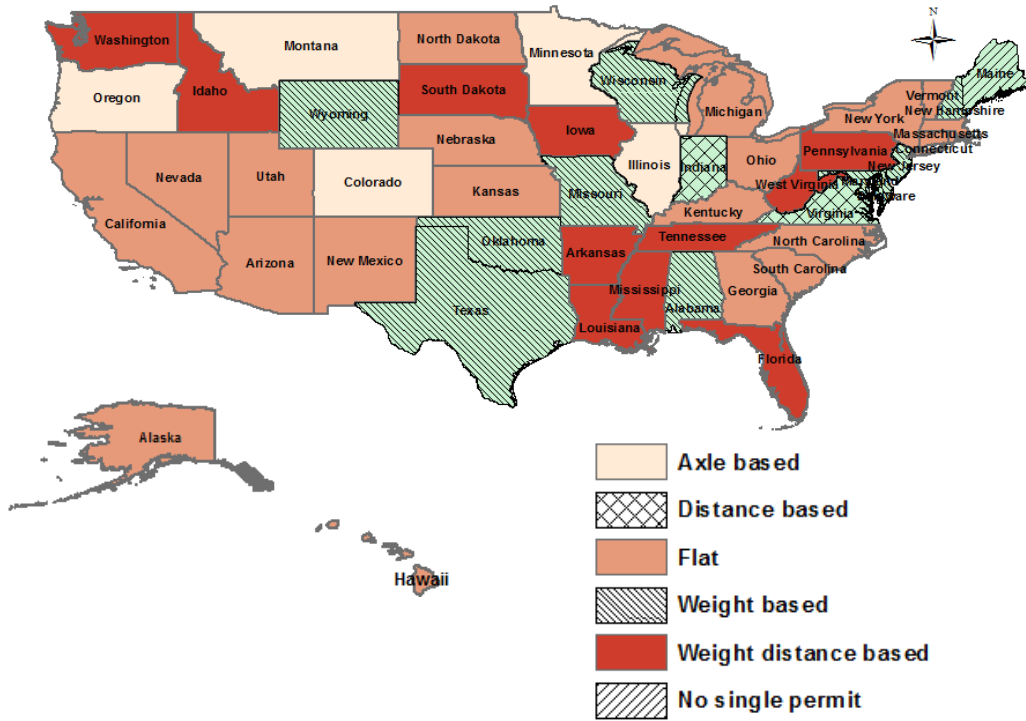 N
Washington
Montana
North Dakota
Minnesota
Maine
Oregon
Idaho
Wyoming
South Dakota
Wisconsin
Michigan
Vermont
New Hampshire
New York
Massachusetts
Connecticut
Nebraska
Iowa
Illinois
Indiana
Ohio
Pennsylvania
New Jersey
Nevada
Utah
Colorado
Kansas
Missouri
Kentucky
West Virginia
Virginia
California
Arizona
New Mexico
Oklahoma
Arkansas
Tennessee
North Carolina
South Carolina
Texas
Louisiana
Mississippi
Alabama
Georgia
Florida
Alaska
Hawaii
Axle based
Distance based
Flat
Weight based
Weight distance based
No single permit